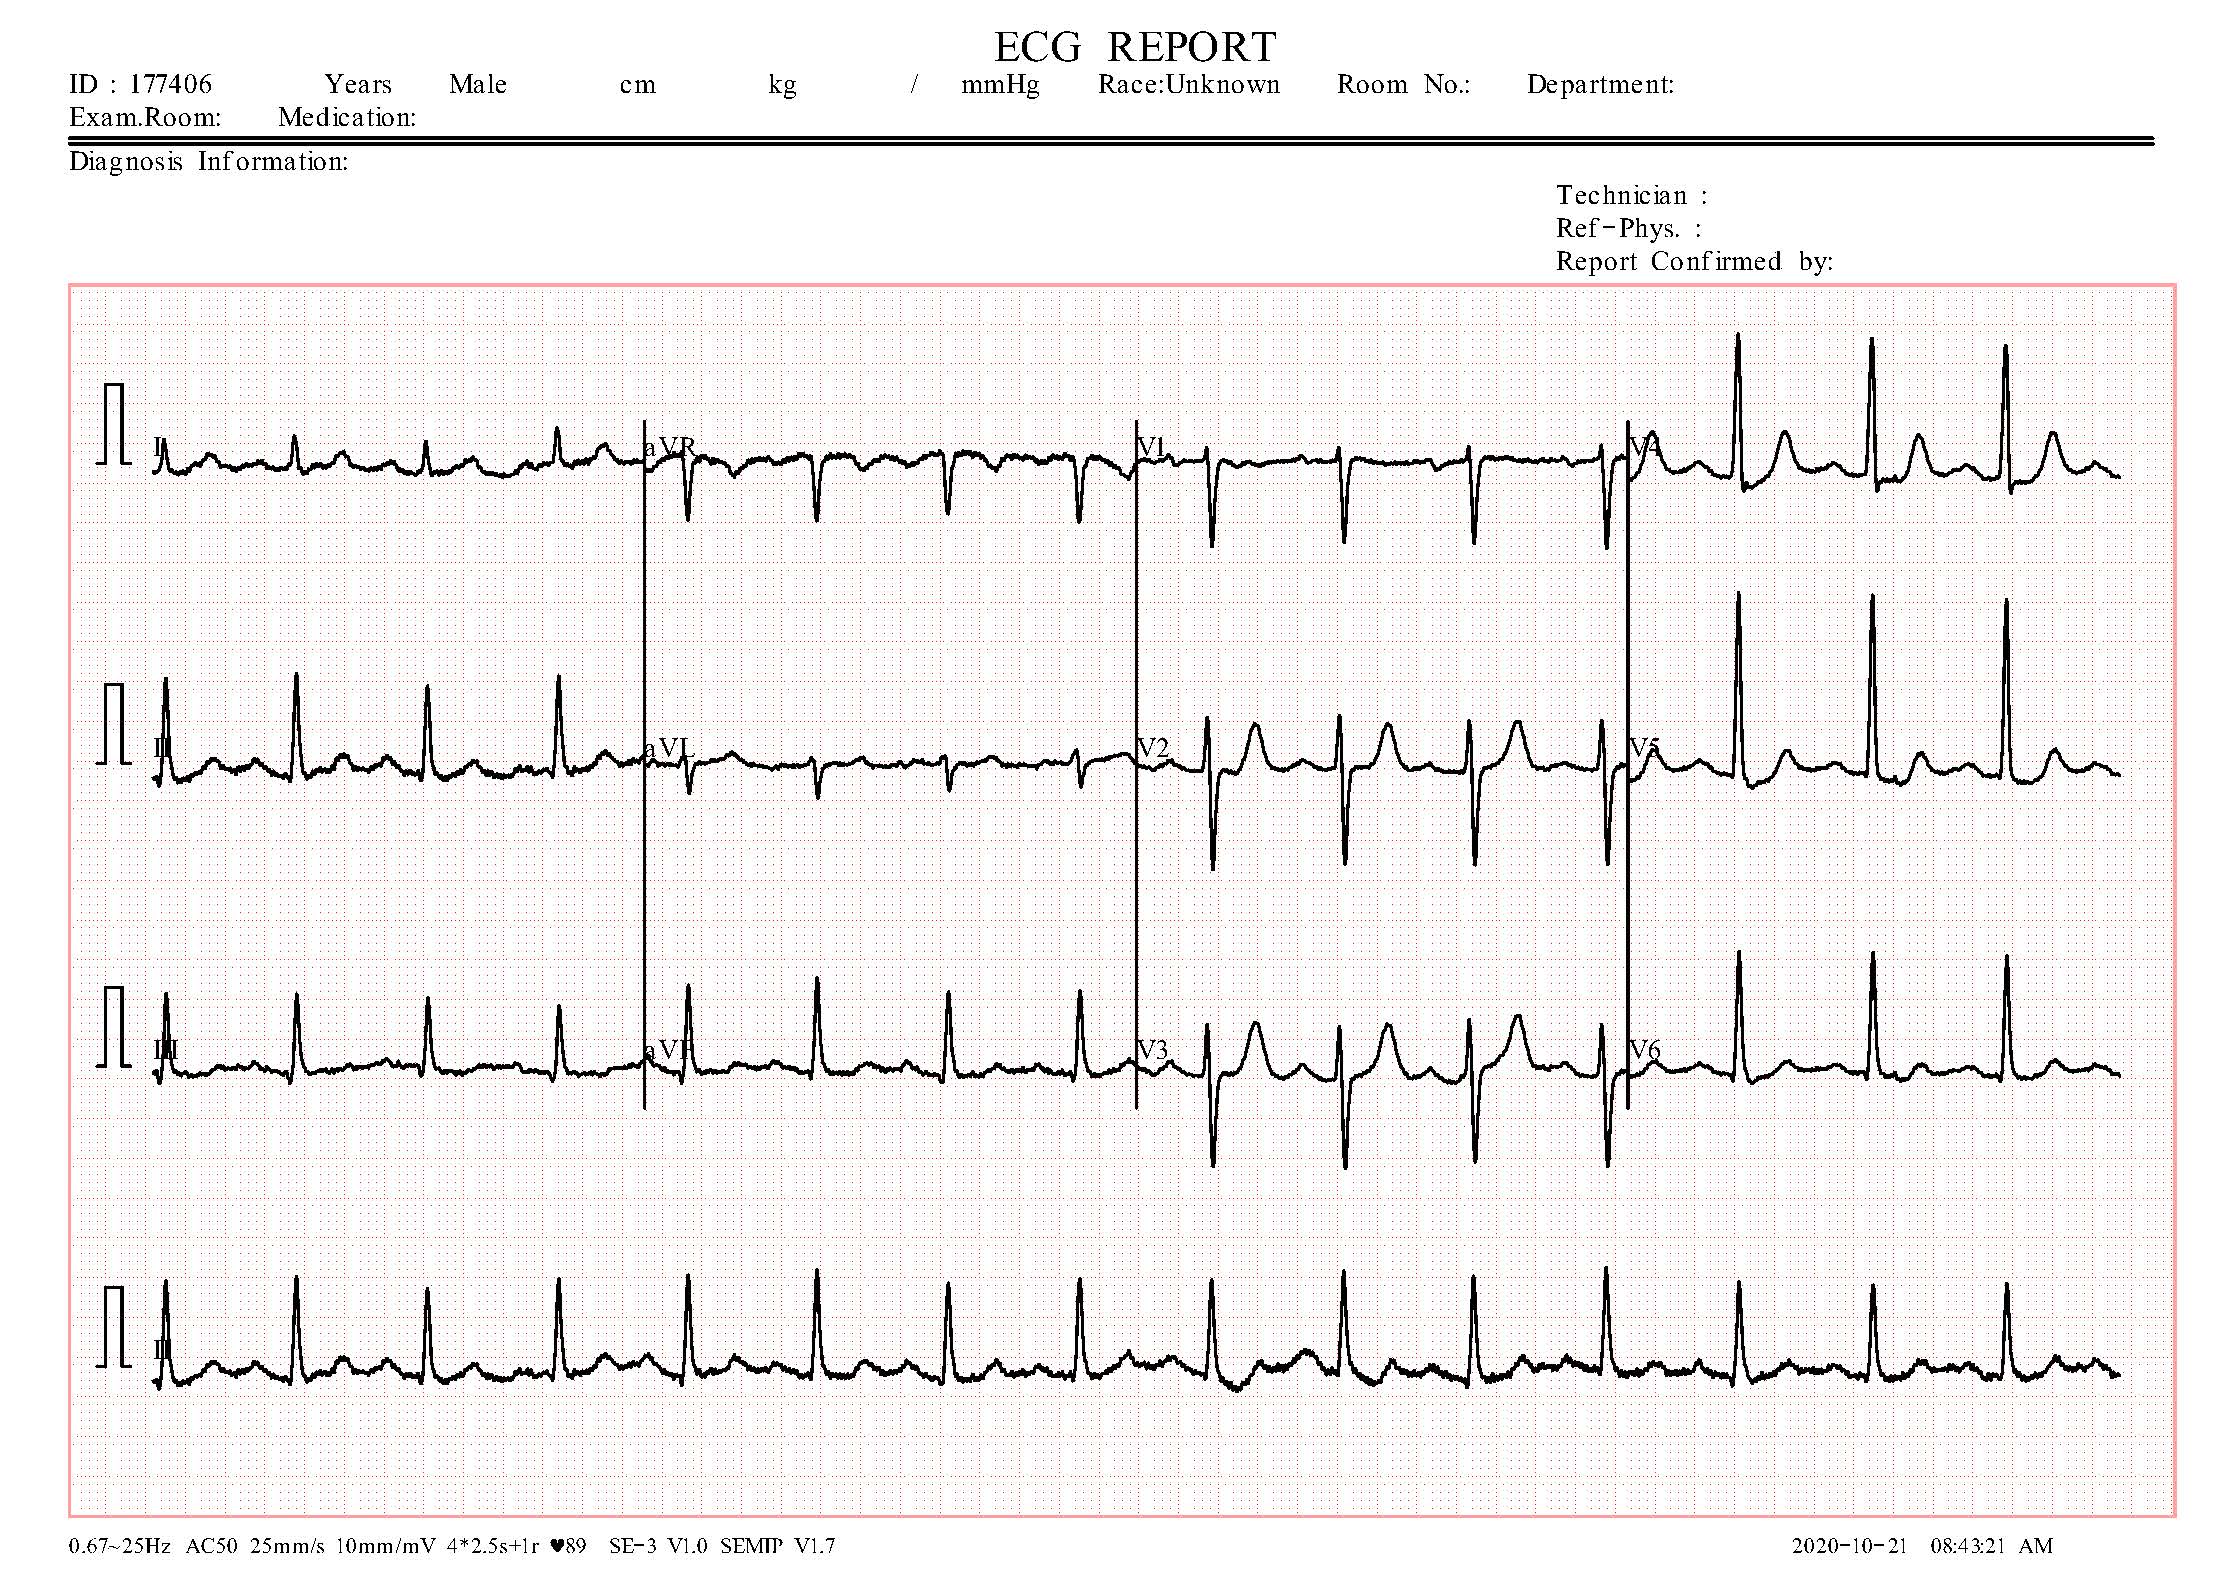 ECG REPORT
ID : 177406 Years Male cm kg / mmHg Race:Unknown Room No.: Department:
Exam.Room: Medication:
Diagnosis Information:
Technician :
Ref-Phys. :
Report Confirmed by:
I aVR V1 V4
II aVL V2 V5
III aVF V3 V6
II
0.67~25Hz AC50 25mm/s 10mm/mV 4*2.5s+1r ♥89 SE-3 V1.0 SEMIP V1.7 2020-10-21 08:43:21 AM